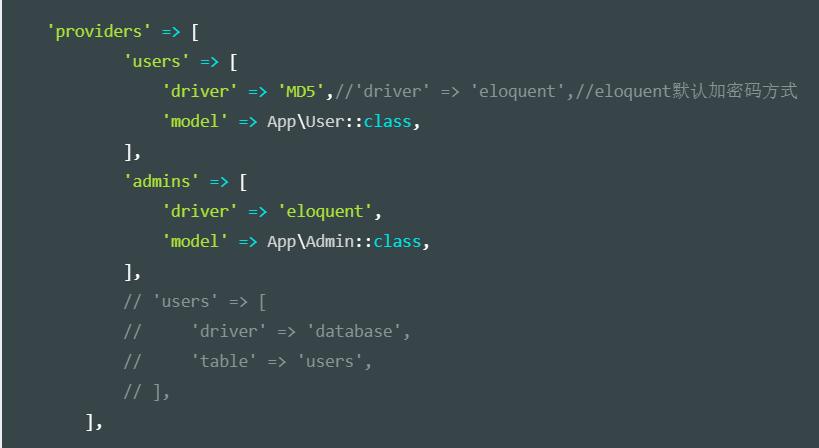 'providers' => [
'users' => [
'driver' => 'MD5',//'driver' => 'eloquent',//eloquent默认加密码方式
'model' => App\User::class,
],
'admins' => [
'driver' => 'eloquent',
'model' => App\Admin::class,
],
// 'users' => [
//     'driver' => 'database',
//     'table' => 'users',
// ],
],